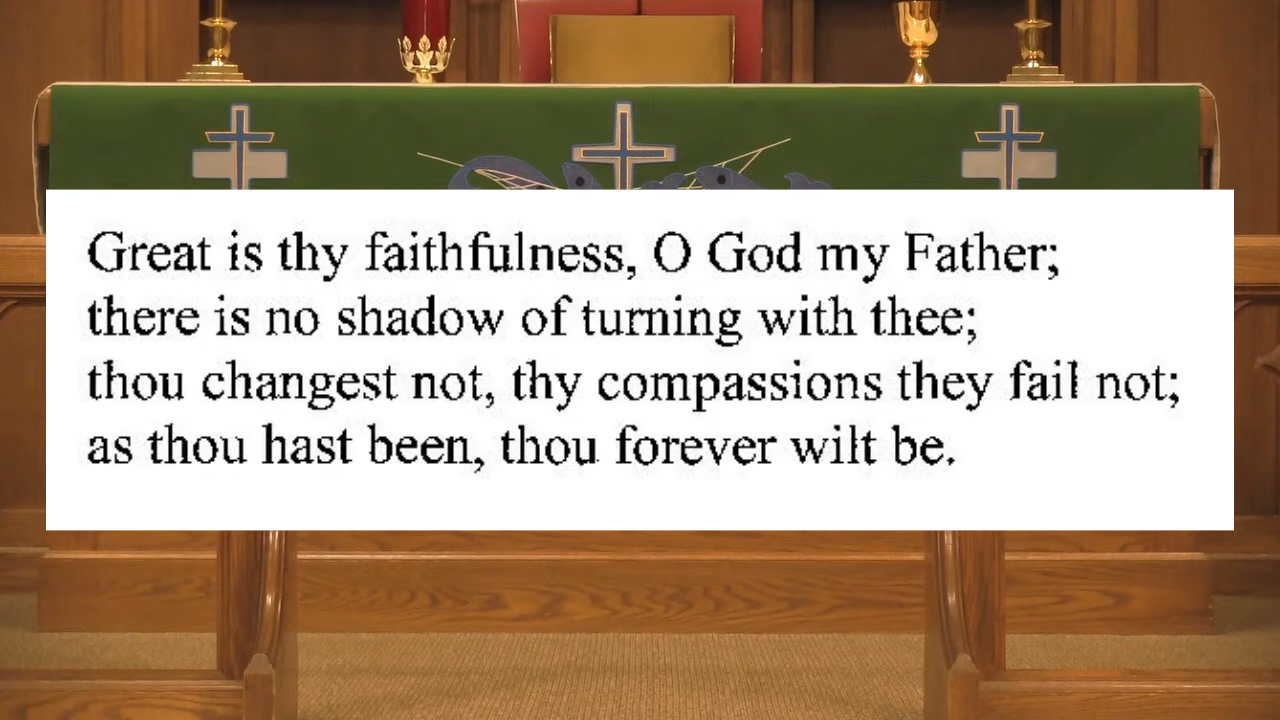 Great is thy faithfulness, O God my Father;
there is no shadow of turning with thee;
thou changest not, thy compassions they fail not;
as thou hast been, thou forever wilt be.